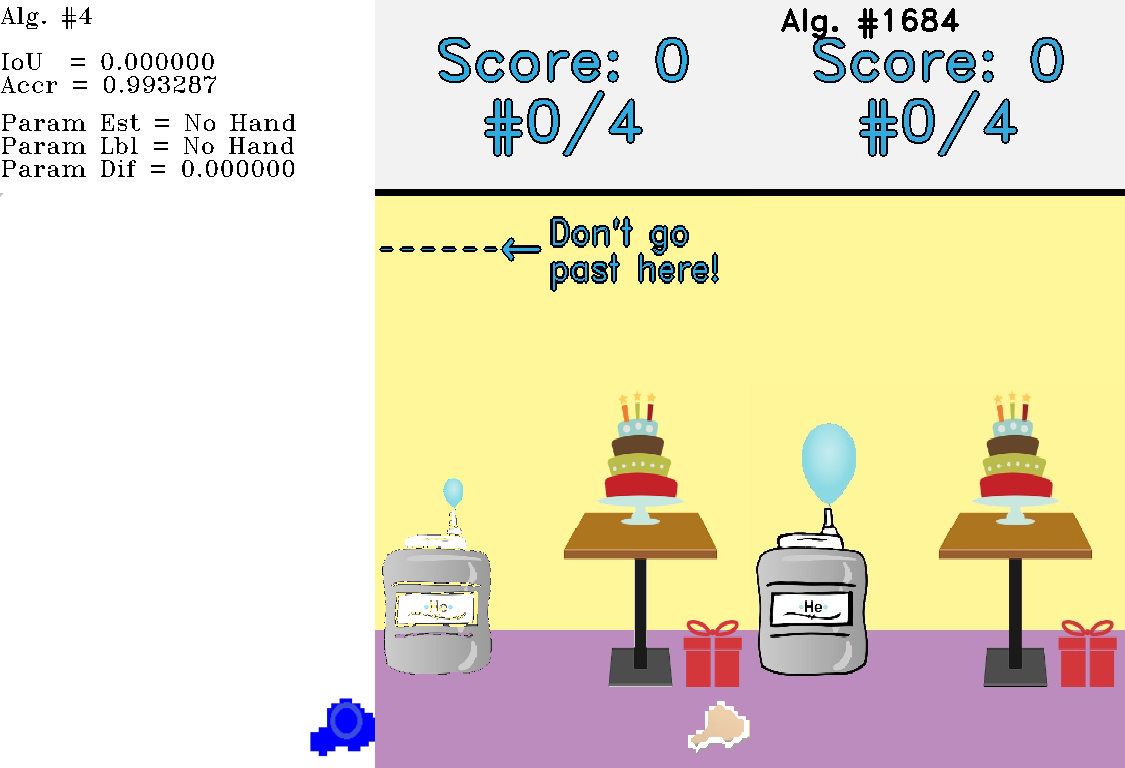 Alg. #4
IoU = 0.000000
Accr = 0.993287
Param Est = No Hand
Param Lbl = No Hand
Param Dif = 0.000000
Score: 0
#0/4
Alg. #1684
Score: 0
#0/4
Don't go
past here!
He
He